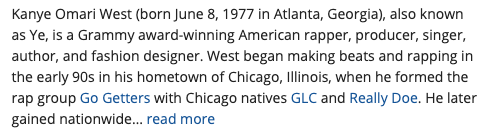 Kanye Omari West (born June 8, 1977 in Atlanta, Georgia), also known
as Ye, is a Grammy award-winning American rapper, producer, singer,
author, and fashion designer. West began making beats and rapping in
the early 90s in his hometown of Chicago, Illinois, when he formed the
rap group Go Getters with Chicago natives GLC and Really Doe. He later
gained nationwide... read more